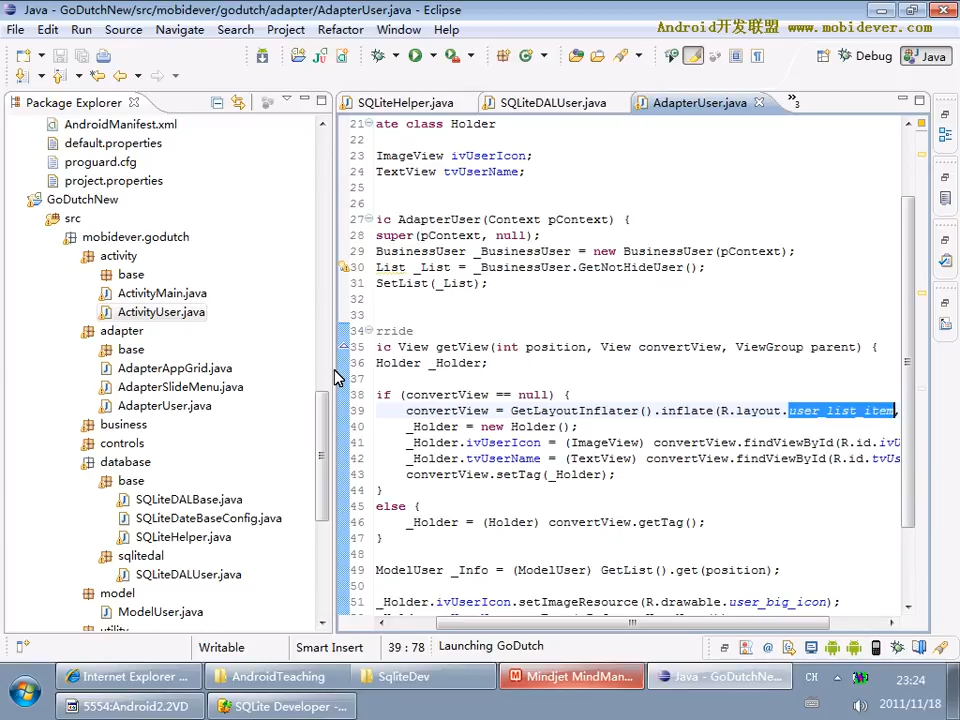 Java - GoDutchNew/src/mobidever/godutch/adapter/AdapterUser.java - Eclipse
File Edit Run Source Navigate Search Project Refactor Window Help
Android开发联盟 www.mobidever.com
Debug Java
Package Explorer
SQLiteHelper.java SQLiteDALUser.java AdapterUser.java »3
AndroidManifest.xml
default.properties
proguard.cfg
project.properties
GoDutchNew
src
mobidever.godutch
activity
base
ActivityMain.java
ActivityUser.java
adapter
base
AdapterAppGrid.java
AdapterSlideMenu.java
AdapterUser.java
business
controls
database
base
SQLiteDALBase.java
SQLiteDateBaseConfig.java
SQLiteHelper.java
sqlitedal
SQLiteDALUser.java
model
ModelUser.java
21 ate class Holder
22
23 ImageView ivUserIcon;
24 TextView tvUserName;
25
26
27 ic AdapterUser(Context pContext) {
28 super(pContext, null);
29 BusinessUser _BusinessUser = new BusinessUser(pContext);
30 List _List = _BusinessUser.GetNotHideUser();
31 SetList(_List);
32
33
34 rride
35 ic View getView(int position, View convertView, ViewGroup parent) {
36 Holder _Holder;
37
38 if (convertView == null) {
39 convertView = GetLayoutInflater().inflate(R.layout.user_list_item,
40 _Holder = new Holder();
41 _Holder.ivUserIcon = (ImageView) convertView.findViewById(R.id.ivU
42 _Holder.tvUserName = (TextView) convertView.findViewById(R.id.tvUs
43 convertView.setTag(_Holder);
44 }
45 else {
46 _Holder = (Holder) convertView.getTag();
47 }
48
49 ModelUser _Info = (ModelUser) GetList().get(position);
50
51 _Holder.ivUserIcon.setImageResource(R.drawable.user_big_icon);
Writable Smart Insert 39 : 78 Launching GoDutch
Internet Explorer ... AndroidTeaching SqliteDev Mindjet MindMan... Java - GoDutchNe... CH 23:24
5554:Android2.2VD SQLite Developer -... 2011/11/18